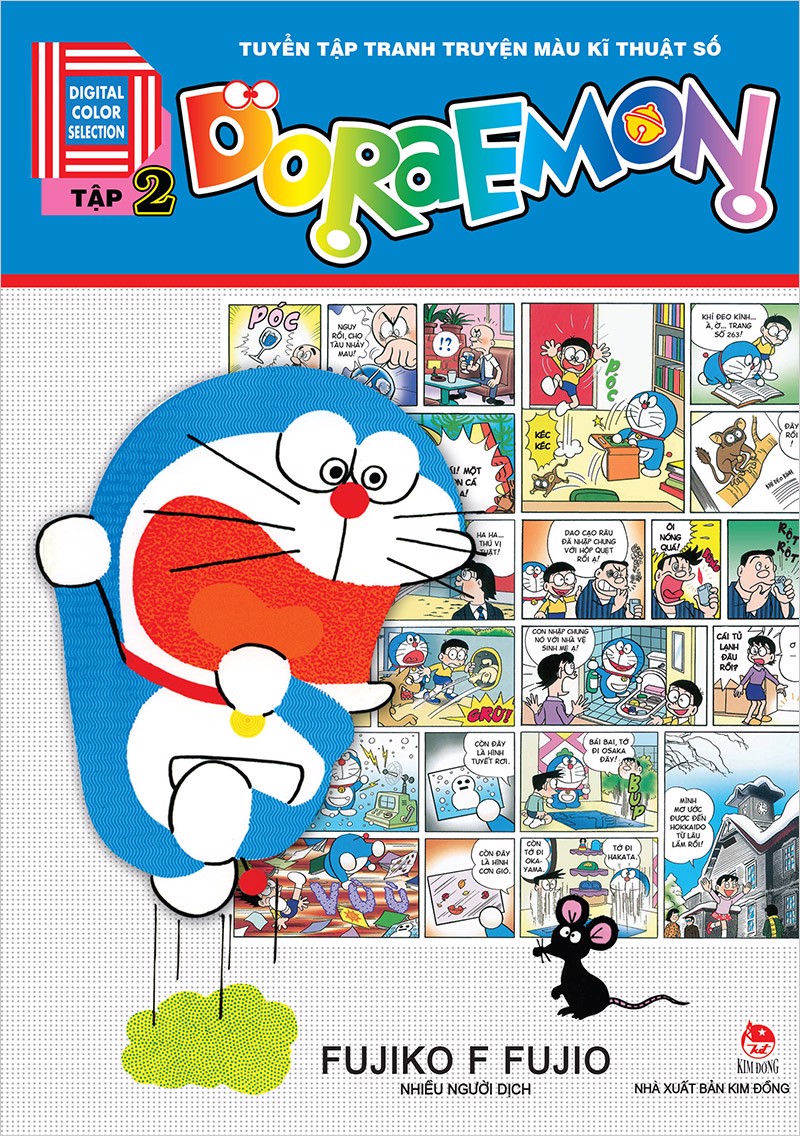 TUYỂN TẬP TRANH TRUYỆN MÀU KĨ THUẬT SỐ
DIGITAL
COLOR
SELECTION
TẬP 2
DORAEMON
PÓC
NGUY
RỒI, CHO
TÀU NHẢY
MAU!
!?
PÓC
KHỈ ĐEO KÍNH...
À, Ờ... TRANG
SỐ 263!
MỘT
CÁ
KÉC
KÉC
ĐÂY
RỒI!
HA HA...
THÚ VỊ
THẬT!
DAO CẠO RÂU
ĐÃ NHẬP CHUNG
VỚI HỘP QUẸT
RỒI Ạ!
ÔI
NÓNG
QUÁ!
RỘT
RỘT
GRỪ!
CON NHẬP CHUNG
NÓ VỚI NHÀ VỆ
SINH MẸ Ạ!
CÁI TỦ
LẠNH
ĐÂU
RỒI?
CÒN ĐÂY
LÀ HÌNH
TUYẾT RƠI.
BÁI BAI, TỚ
ĐI OSAKA
ĐÂY!
BỤP
MÌNH
MƠ ƯỚC
ĐƯỢC ĐẾN
HOKKAIDO
TỪ LÂU
LẮM RỒI!
VÒÙ
CÒN ĐÂY
LÀ HÌNH
CƠN GIÓ.
CÒN
TỚ ĐI
OKA-
YAMA.
TỚ ĐI
HAKATA.
FUJIKO F FUJIO
NHIỀU NGƯỜI DỊCH
KIM ĐỒNG
NHÀ XUẤT BẢN KIM ĐỒNG